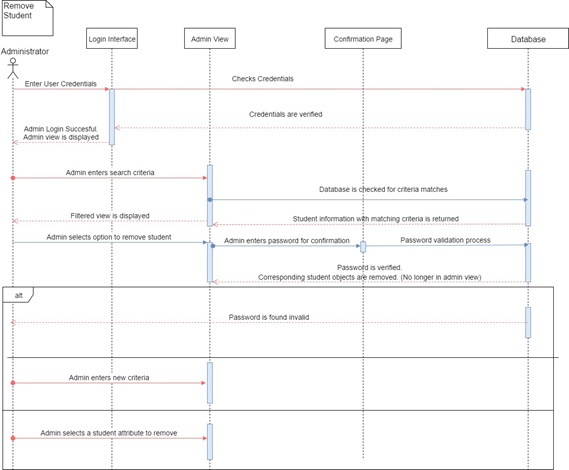 Remove
Student
Login Interface
Admin View
Confirmation Page
Database
Administrator
Enter User Credentials
Checks Credentials
Credentials are verified
Admin Login Succesful.
Admin view is displayed
Admin enters search criteria
Database is checked for criteria matches
Filtered view is displayed
Student information with matching criteria is returned
Admin selects option to remove student
Admin enters password for confirmation
Password validation process
Password is verified.
Corresponding student objects are removed. (No longer in admin view)
alt
Password is found invalid
Admin enters new criteria
Admin selects a student attribute to remove